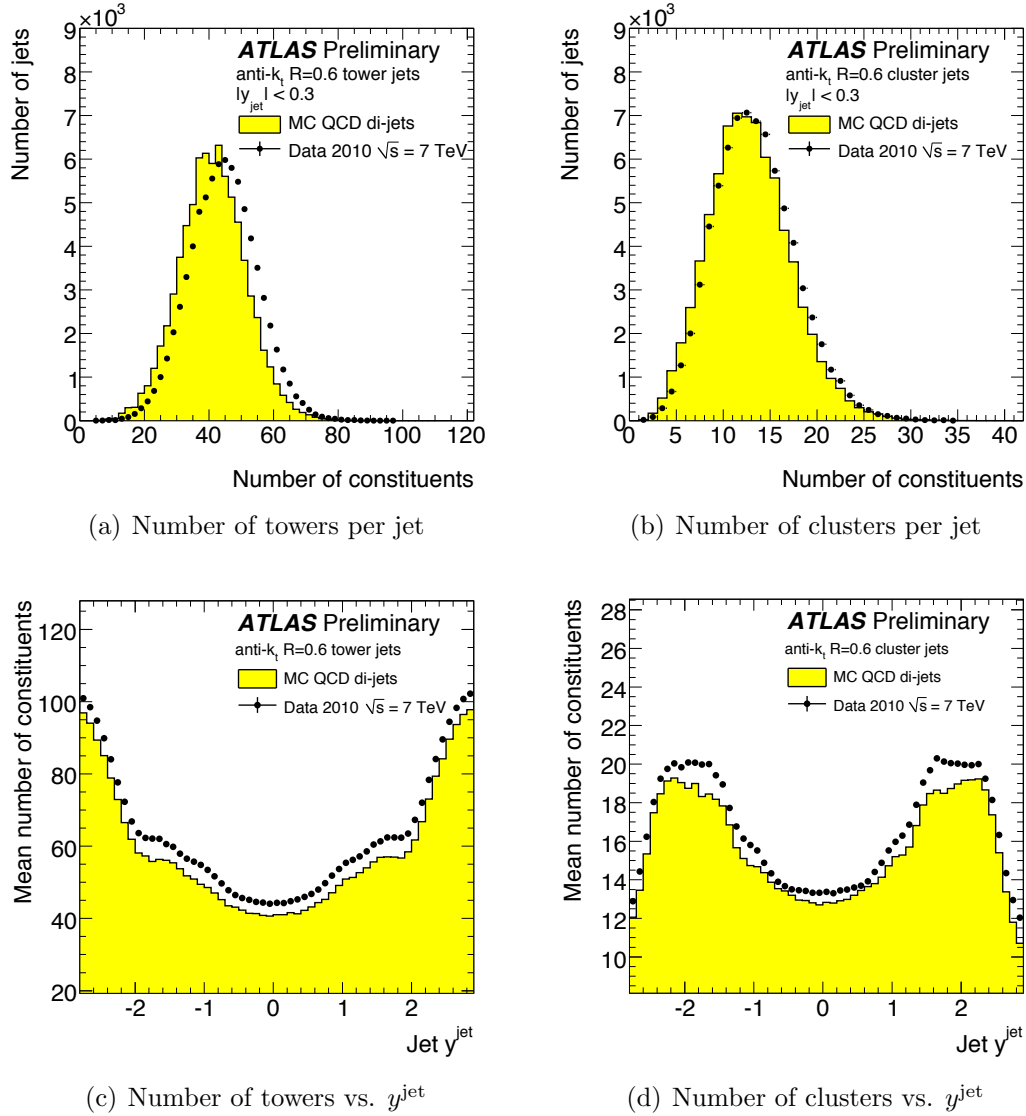 ×10³
Number of jets
9
8
7
6
5
4
3
2
1
0
ATLAS Preliminary
anti-kₜ R=0.6 tower jets
|y_jet| < 0.3
MC QCD di-jets
Data 2010 √s = 7 TeV
0 20 40 60 80 100 120
Number of constituents
(a) Number of towers per jet
×10³
Number of jets
9
8
7
6
5
4
3
2
1
0
ATLAS Preliminary
anti-kₜ R=0.6 cluster jets
|y_jet| < 0.3
MC QCD di-jets
Data 2010 √s = 7 TeV
0 5 10 15 20 25 30 35 40
Number of constituents
(b) Number of clusters per jet
Mean number of constituents
120
100
80
60
40
20
ATLAS Preliminary
anti-kₜ R=0.6 tower jets
MC QCD di-jets
Data 2010 √s = 7 TeV
-2 -1 0 1 2
Jet y^jet
(c) Number of towers vs. y^jet
Mean number of constituents
28
26
24
22
20
18
16
14
12
10
ATLAS Preliminary
anti-kₜ R=0.6 cluster jets
MC QCD di-jets
Data 2010 √s = 7 TeV
-2 -1 0 1 2
Jet y^jet
(d) Number of clusters vs. y^jet